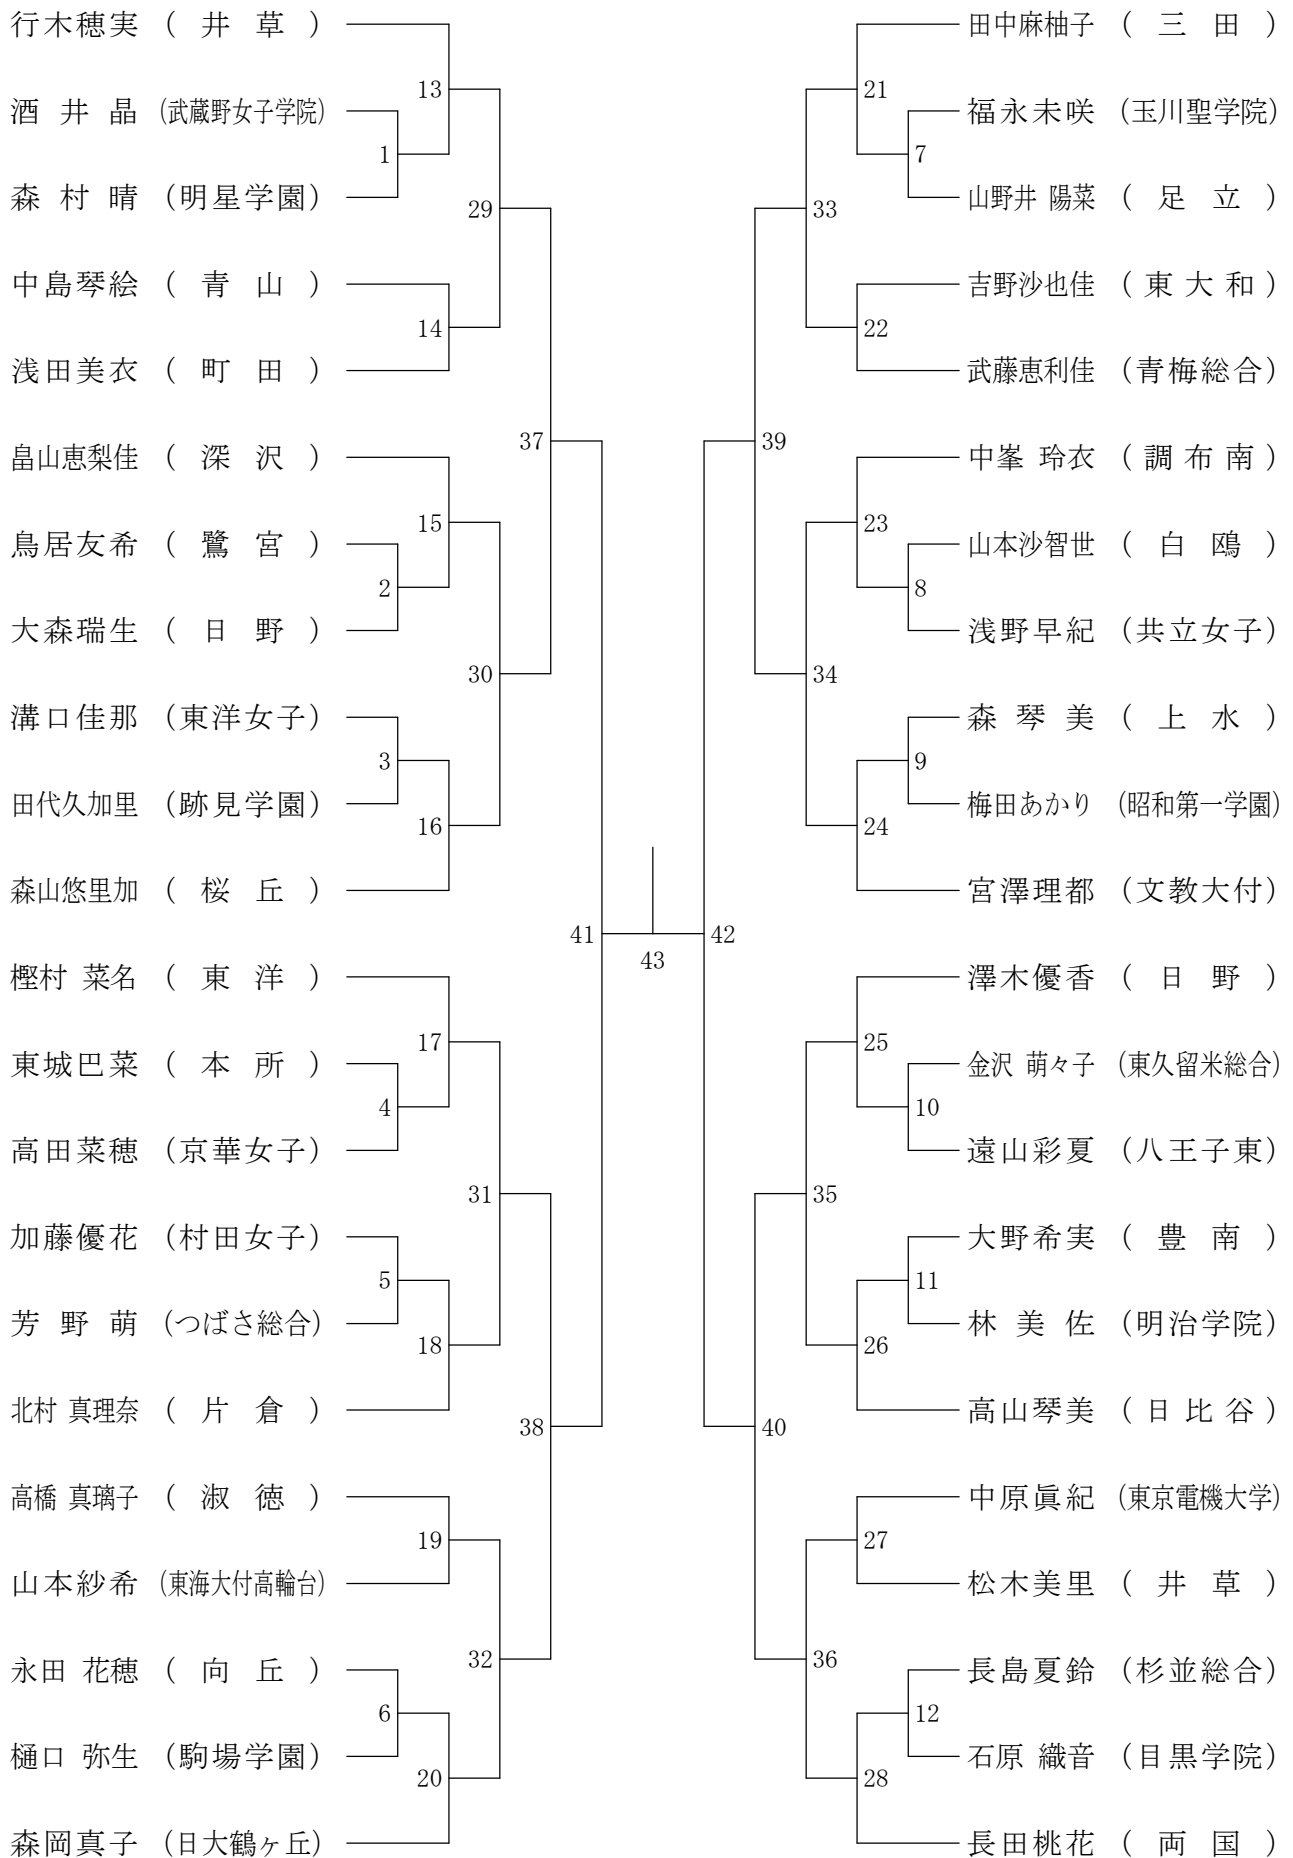 行木穂実 ( 井 草 )
13
酒 井 晶 (武蔵野女子学院)
1
森 村 晴 (明星学園)
29
中島琴絵 ( 青 山 )
14
浅田美衣 ( 町 田 )
37
畠山恵梨佳 ( 深 沢 )
15
鳥居友希 ( 鷺 宮 )
2
大森瑞生 ( 日 野 )
30
溝口佳那 (東洋女子)
3
田代久加里 (跡見学園)
16
森山悠里加 ( 桜 丘 )
41
樫村 菜名 ( 東 洋 )
17
東城巴菜 ( 本 所 )
4
高田菜穂 (京華女子)
31
加藤優花 (村田女子)
5
芳 野 萌 (つばさ総合)
18
北村 真理奈 ( 片 倉 )
38
高橋 真璃子 ( 淑 徳 )
19
山本紗希 (東海大付高輪台)
32
永田 花穂 ( 向 丘 )
6
樋口 弥生 (駒場学園)
20
森岡真子 (日大鶴ヶ丘)
43
田中麻柚子 ( 三 田 )
21
福永未咲 (玉川聖学院)
7
山野井 陽菜 ( 足 立 )
33
吉野沙也佳 ( 東 大 和 )
22
武藤恵利佳 (青梅総合)
39
中峯 玲衣 ( 調 布 南 )
23
山本沙智世 ( 白 鴎 )
8
浅野早紀 (共立女子)
34
森 琴 美 ( 上 水 )
9
梅田あかり (昭和第一学園)
24
宮澤理都 (文教大付)
42
澤木優香 ( 日 野 )
25
金沢 萌々子 (東久留米総合)
10
遠山彩夏 (八王子東)
35
大野希実 ( 豊 南 )
11
林 美 佐 (明治学院)
26
高山琴美 ( 日 比 谷 )
40
中原眞紀 (東京電機大学)
27
松木美里 ( 井 草 )
36
長島夏鈴 (杉並総合)
12
石原 織音 (目黒学院)
28
長田桃花 ( 両 国 )